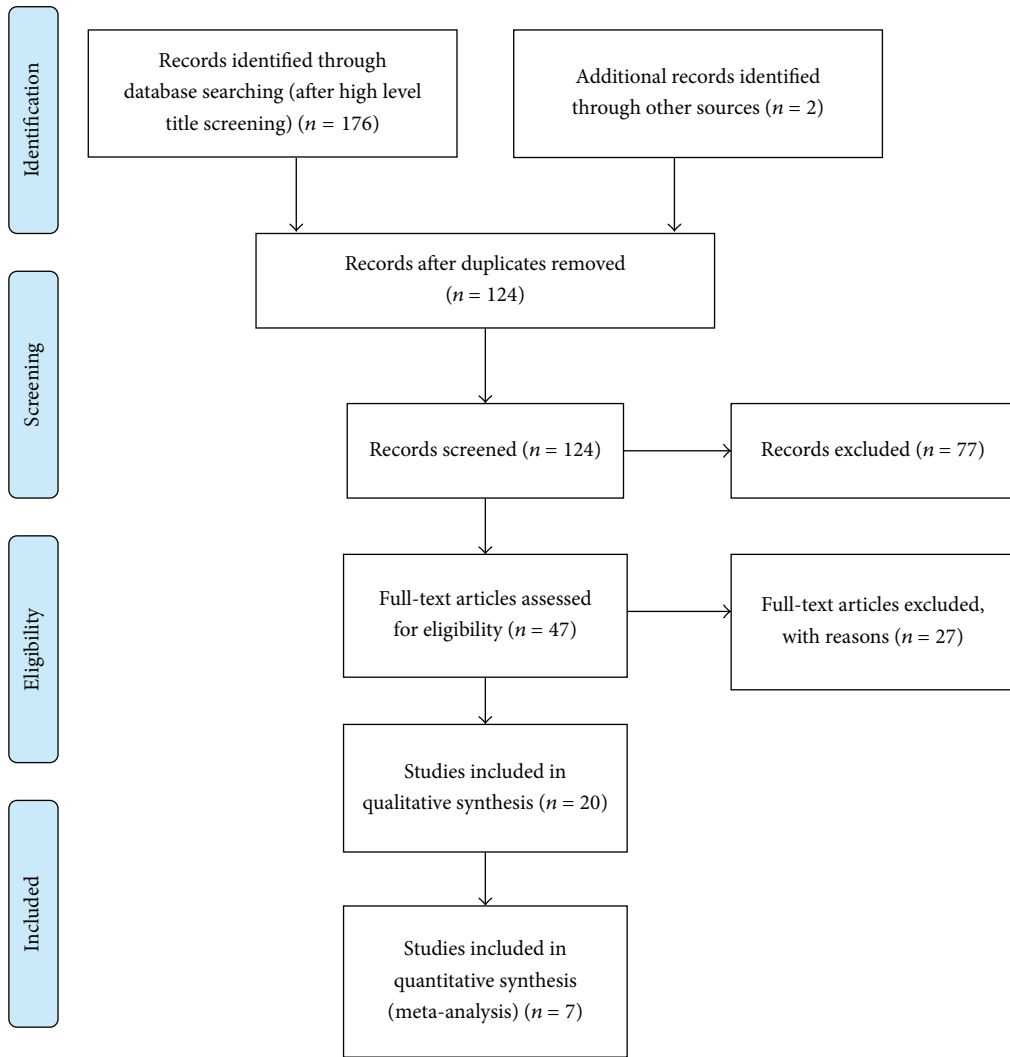 Identification
Records identified through
database searching (after high level
title screening) (n = 176)
Additional records identified
through other sources (n = 2)
Records after duplicates removed
(n = 124)
Screening
Records screened (n = 124)
Records excluded (n = 77)
Eligibility
Full-text articles assessed
for eligibility (n = 47)
Full-text articles excluded,
with reasons (n = 27)
Studies included in
qualitative synthesis (n = 20)
Included
Studies included in
quantitative synthesis
(meta-analysis) (n = 7)